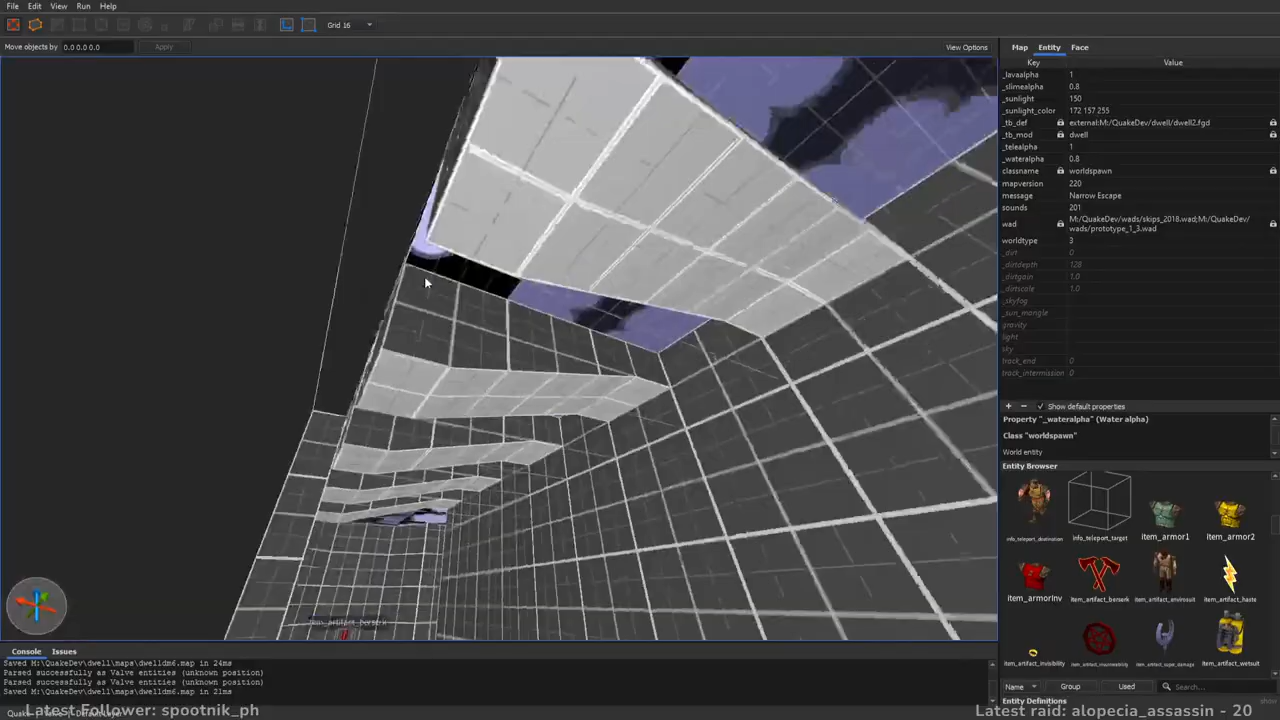 File Edit View Run Help
Grid 16
Move objects by 0.0 0.0 0.0 Apply View Options
Map Entity Face
Key Value
_lavaalpha 1
_slimealpha 0.8
_sunlight 150
_sunlight_color 172 157 255
_tb_def external:M:/QuakeDev/dwell/dwell2.fgd
_tb_mod dwell
_telealpha 1
_wateralpha 0.8
classname worldspawn
mapversion 220
message Narrow Escape
sounds 201
wad M:/QuakeDev/wads/skips_2018.wad;M:/QuakeDev/
wads/prototype_1_3.wad
worldtype 3
_dirt 0
_dirtdepth 128
_dirtgain 1.0
_dirtscale 1.0
_skyfog
_sun_mangle
gravity
light
sky
track_end 0
track_intermission 0
+ − Show default properties
Property "_wateralpha" (Water alpha)
Class "worldspawn"
World entity
Entity Browser
info_teleport_destination info_teleport_target item_armor1 item_armor2
item_armorInv item_artifact_berserk item_artifact_envirosuit item_artifact_haste
item_artifact_invisibility item_artifact_invulnerability item_artifact_super_damage item_artifact_wetsuit
Name Group Used Search...
Entity Definitions
item_artifact_berserk
Console Issues
Saved M:\QuakeDev\dwell\maps\dwelldm6.map in 24ms
Parsed successfully as Valve entities (unknown position)
Parsed successfully as Valve entities (unknown position)
Saved M:\QuakeDev\dwell\maps\dwelldm6.map in 21ms
Latest Follower: spootnik_ph
Latest raid: alopecia_assassin - 20